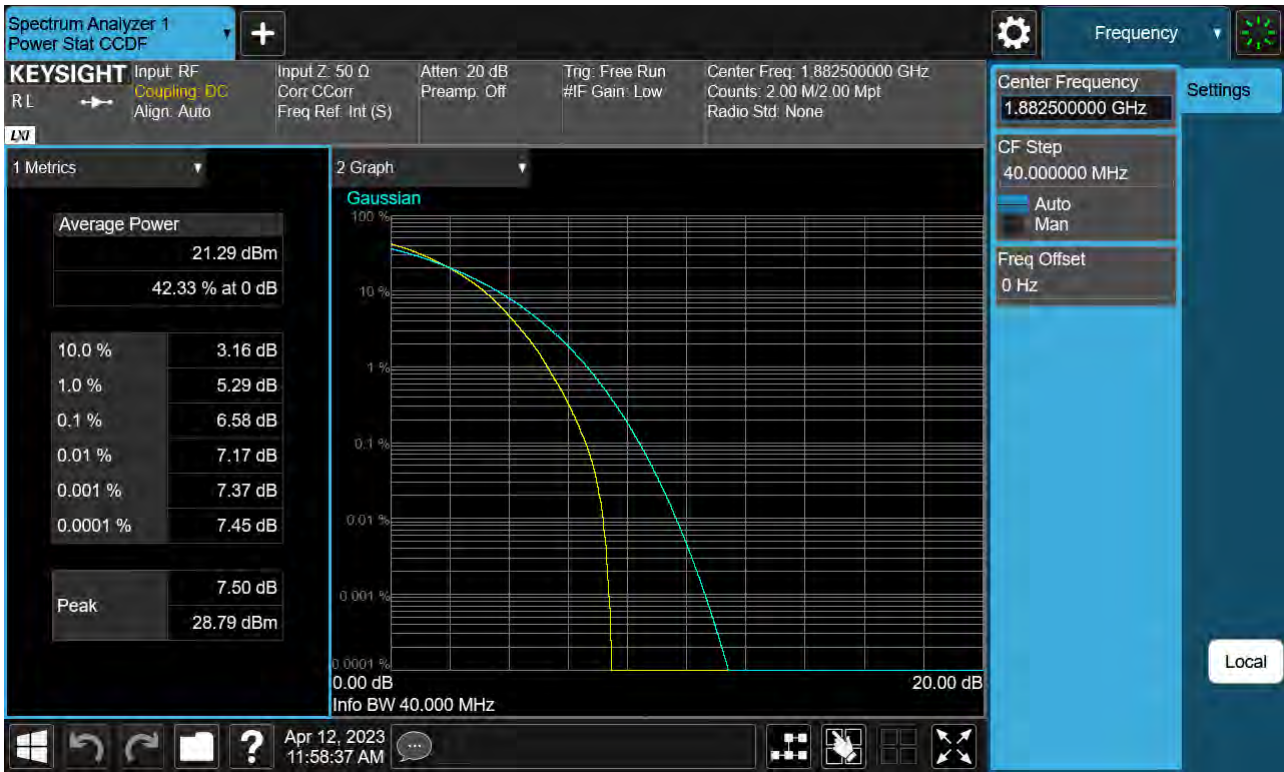 Spectrum Analyzer 1
Power Stat CCDF
+
Frequency
KEYSIGHT
RL
LXI
Input: RF
Coupling: DC
Align: Auto
Input Z: 50 Ω
Corr CCorr
Freq Ref: Int (S)
Atten: 20 dB
Preamp: Off
Trig: Free Run
#IF Gain: Low
Center Freq: 1.882500000 GHz
Counts: 2.00 M/2.00 Mpt
Radio Std: None
Center Frequency
1.882500000 GHz
Settings
CF Step
40.000000 MHz
Auto
Man
Freq Offset
0 Hz
1 Metrics
Average Power
21.29 dBm
42.33 % at 0 dB
10.0 % 3.16 dB
1.0 % 5.29 dB
0.1 % 6.58 dB
0.01 % 7.17 dB
0.001 % 7.37 dB
0.0001 % 7.45 dB
Peak
7.50 dB
28.79 dBm
2 Graph
Gaussian
100 %
10 %
1 %
0.1 %
0.01 %
0.001 %
0.0001 %
0.00 dB 20.00 dB
Info BW 40.000 MHz
Local
?
Apr 12, 2023
11:58:37 AM